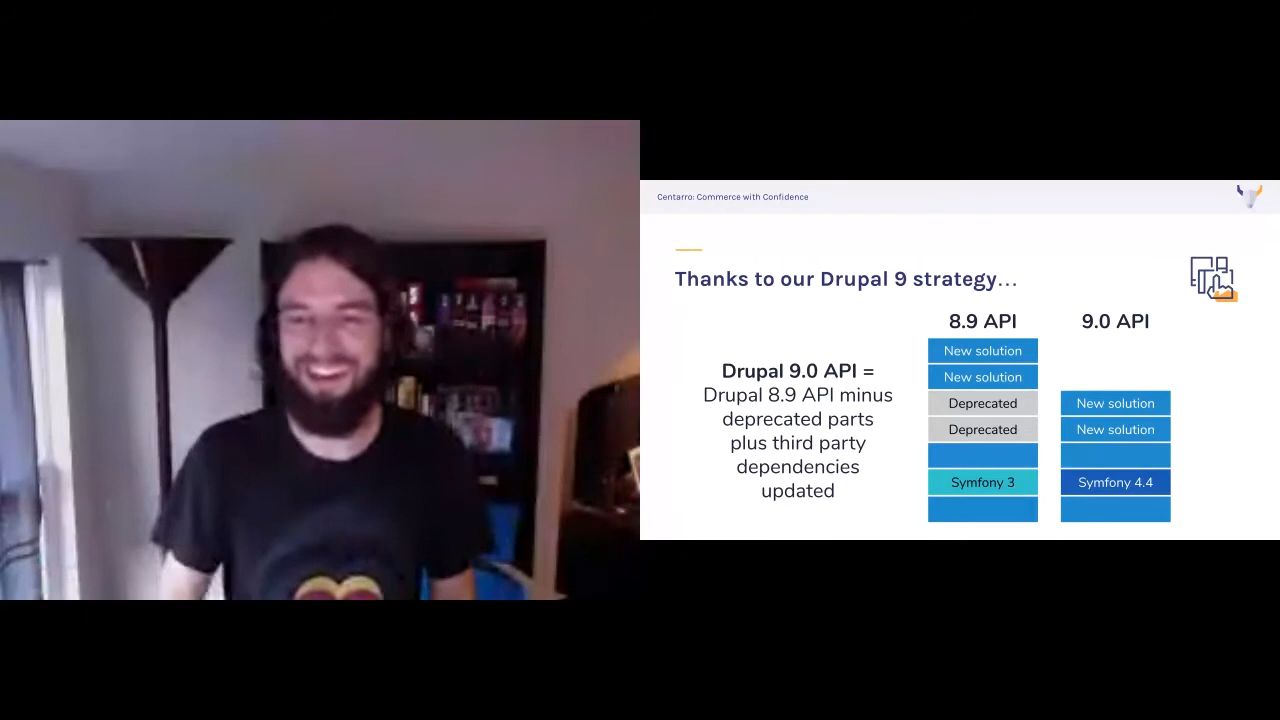 Centarro: Commerce with Confidence
Thanks to our Drupal 9 strategy...
8.9 API
9.0 API
Drupal 9.0 API =
Drupal 8.9 API minus
deprecated parts
plus third party
dependencies
updated
New solution
New solution
Deprecated
Deprecated
Symfony 3
New solution
New solution
Symfony 4.4